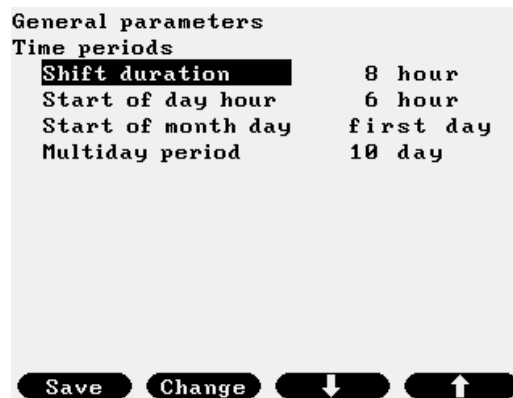 General parameters
Time periods
Shift duration 8 hour
Start of day hour 6 hour
Start of month day first day
Multiday period 10 day
Save Change ↓ ↑